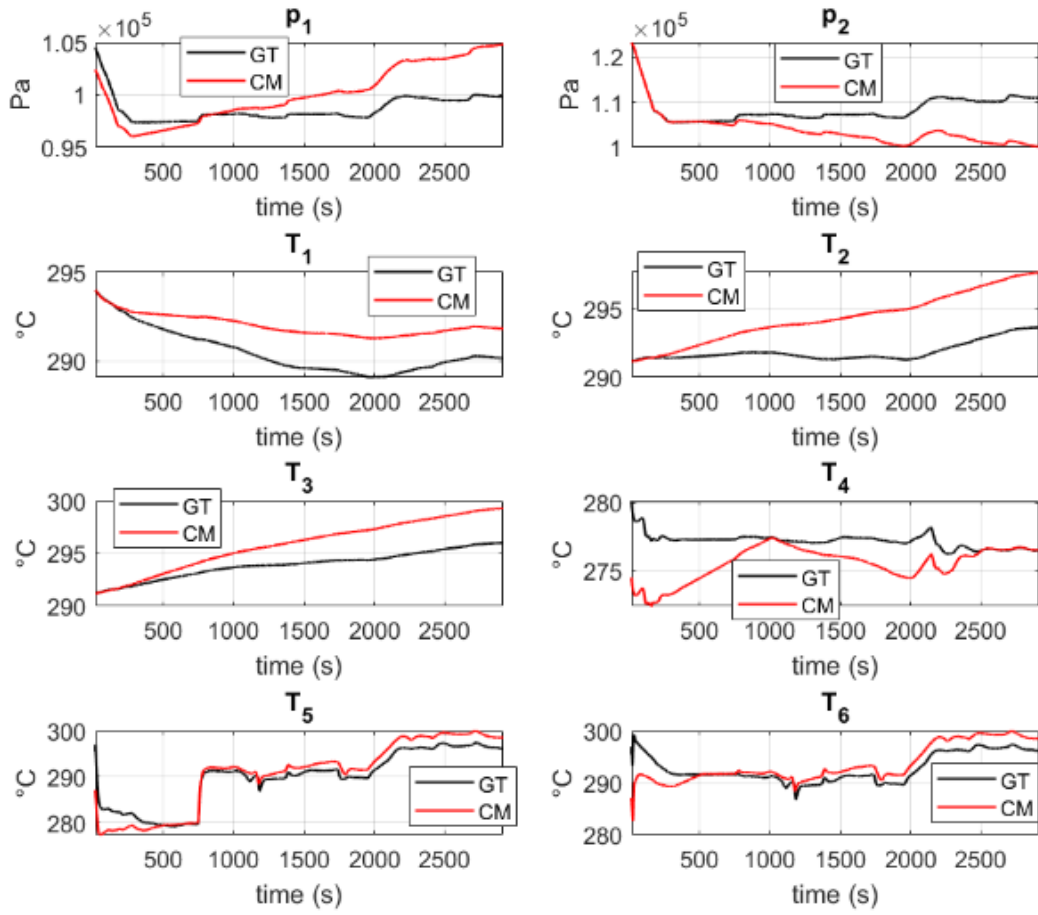 p1 p2
×10^5 ×10^5
1.05 1 0.95 Pa GT CM 500 1000 1500 2000 2500 time (s)
1.2 1.1 1 Pa GT CM 500 1000 1500 2000 2500 time (s)
T1 T2
295 290 °C GT CM 500 1000 1500 2000 2500 time (s)
295 290 °C GT CM 500 1000 1500 2000 2500 time (s)
T3 T4
300 295 290 °C GT CM 500 1000 1500 2000 2500 time (s)
280 275 °C GT CM 500 1000 1500 2000 2500 time (s)
T5 T6
300 290 280 °C GT CM 500 1000 1500 2000 2500 time (s)
300 290 280 °C GT CM 500 1000 1500 2000 2500 time (s)